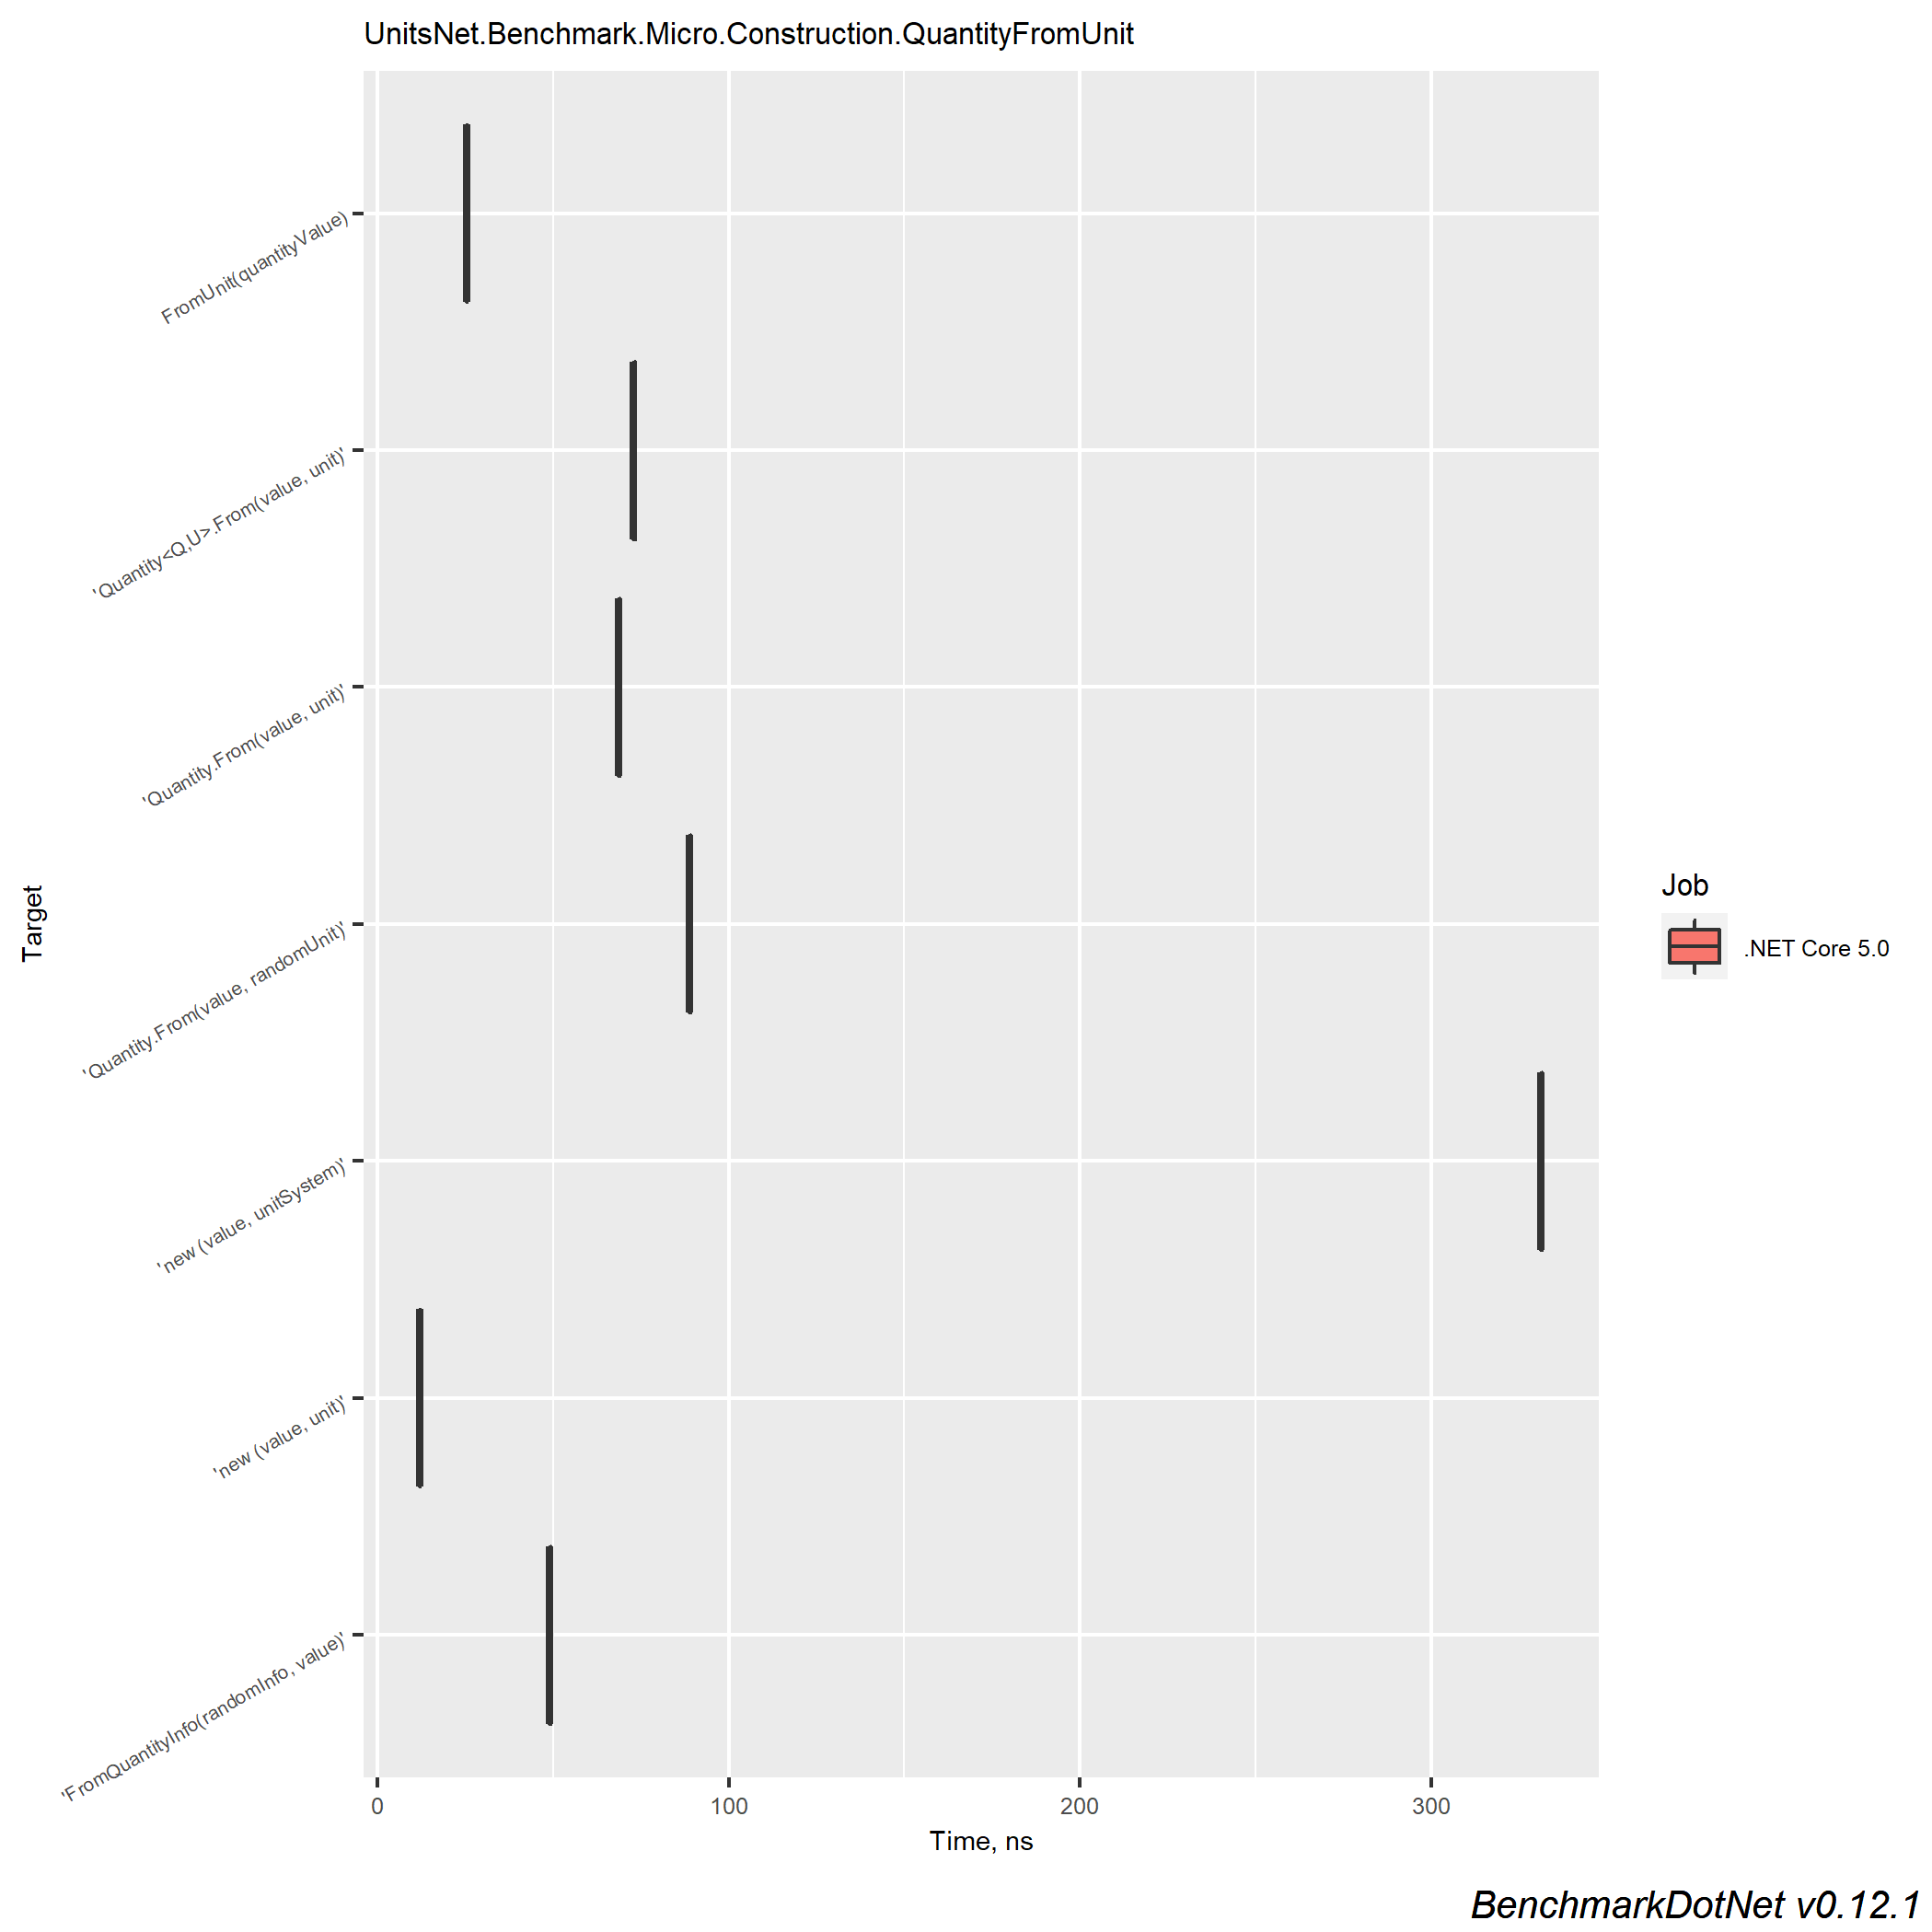 UnitsNet.Benchmark.Micro.Construction.QuantityFromUnit
Target
FromUnit(quantityValue)
'Quantity<Q,U>.From(value, unit)'
'Quantity.From(value, unit)'
'Quantity.From(value, randomUnit)'
'new (value, unitSystem)'
'new (value, unit)'
'FromQuantityInfo(randomInfo, value)'
0 100 200 300
Time, ns
Job
.NET Core 5.0
BenchmarkDotNet v0.12.1